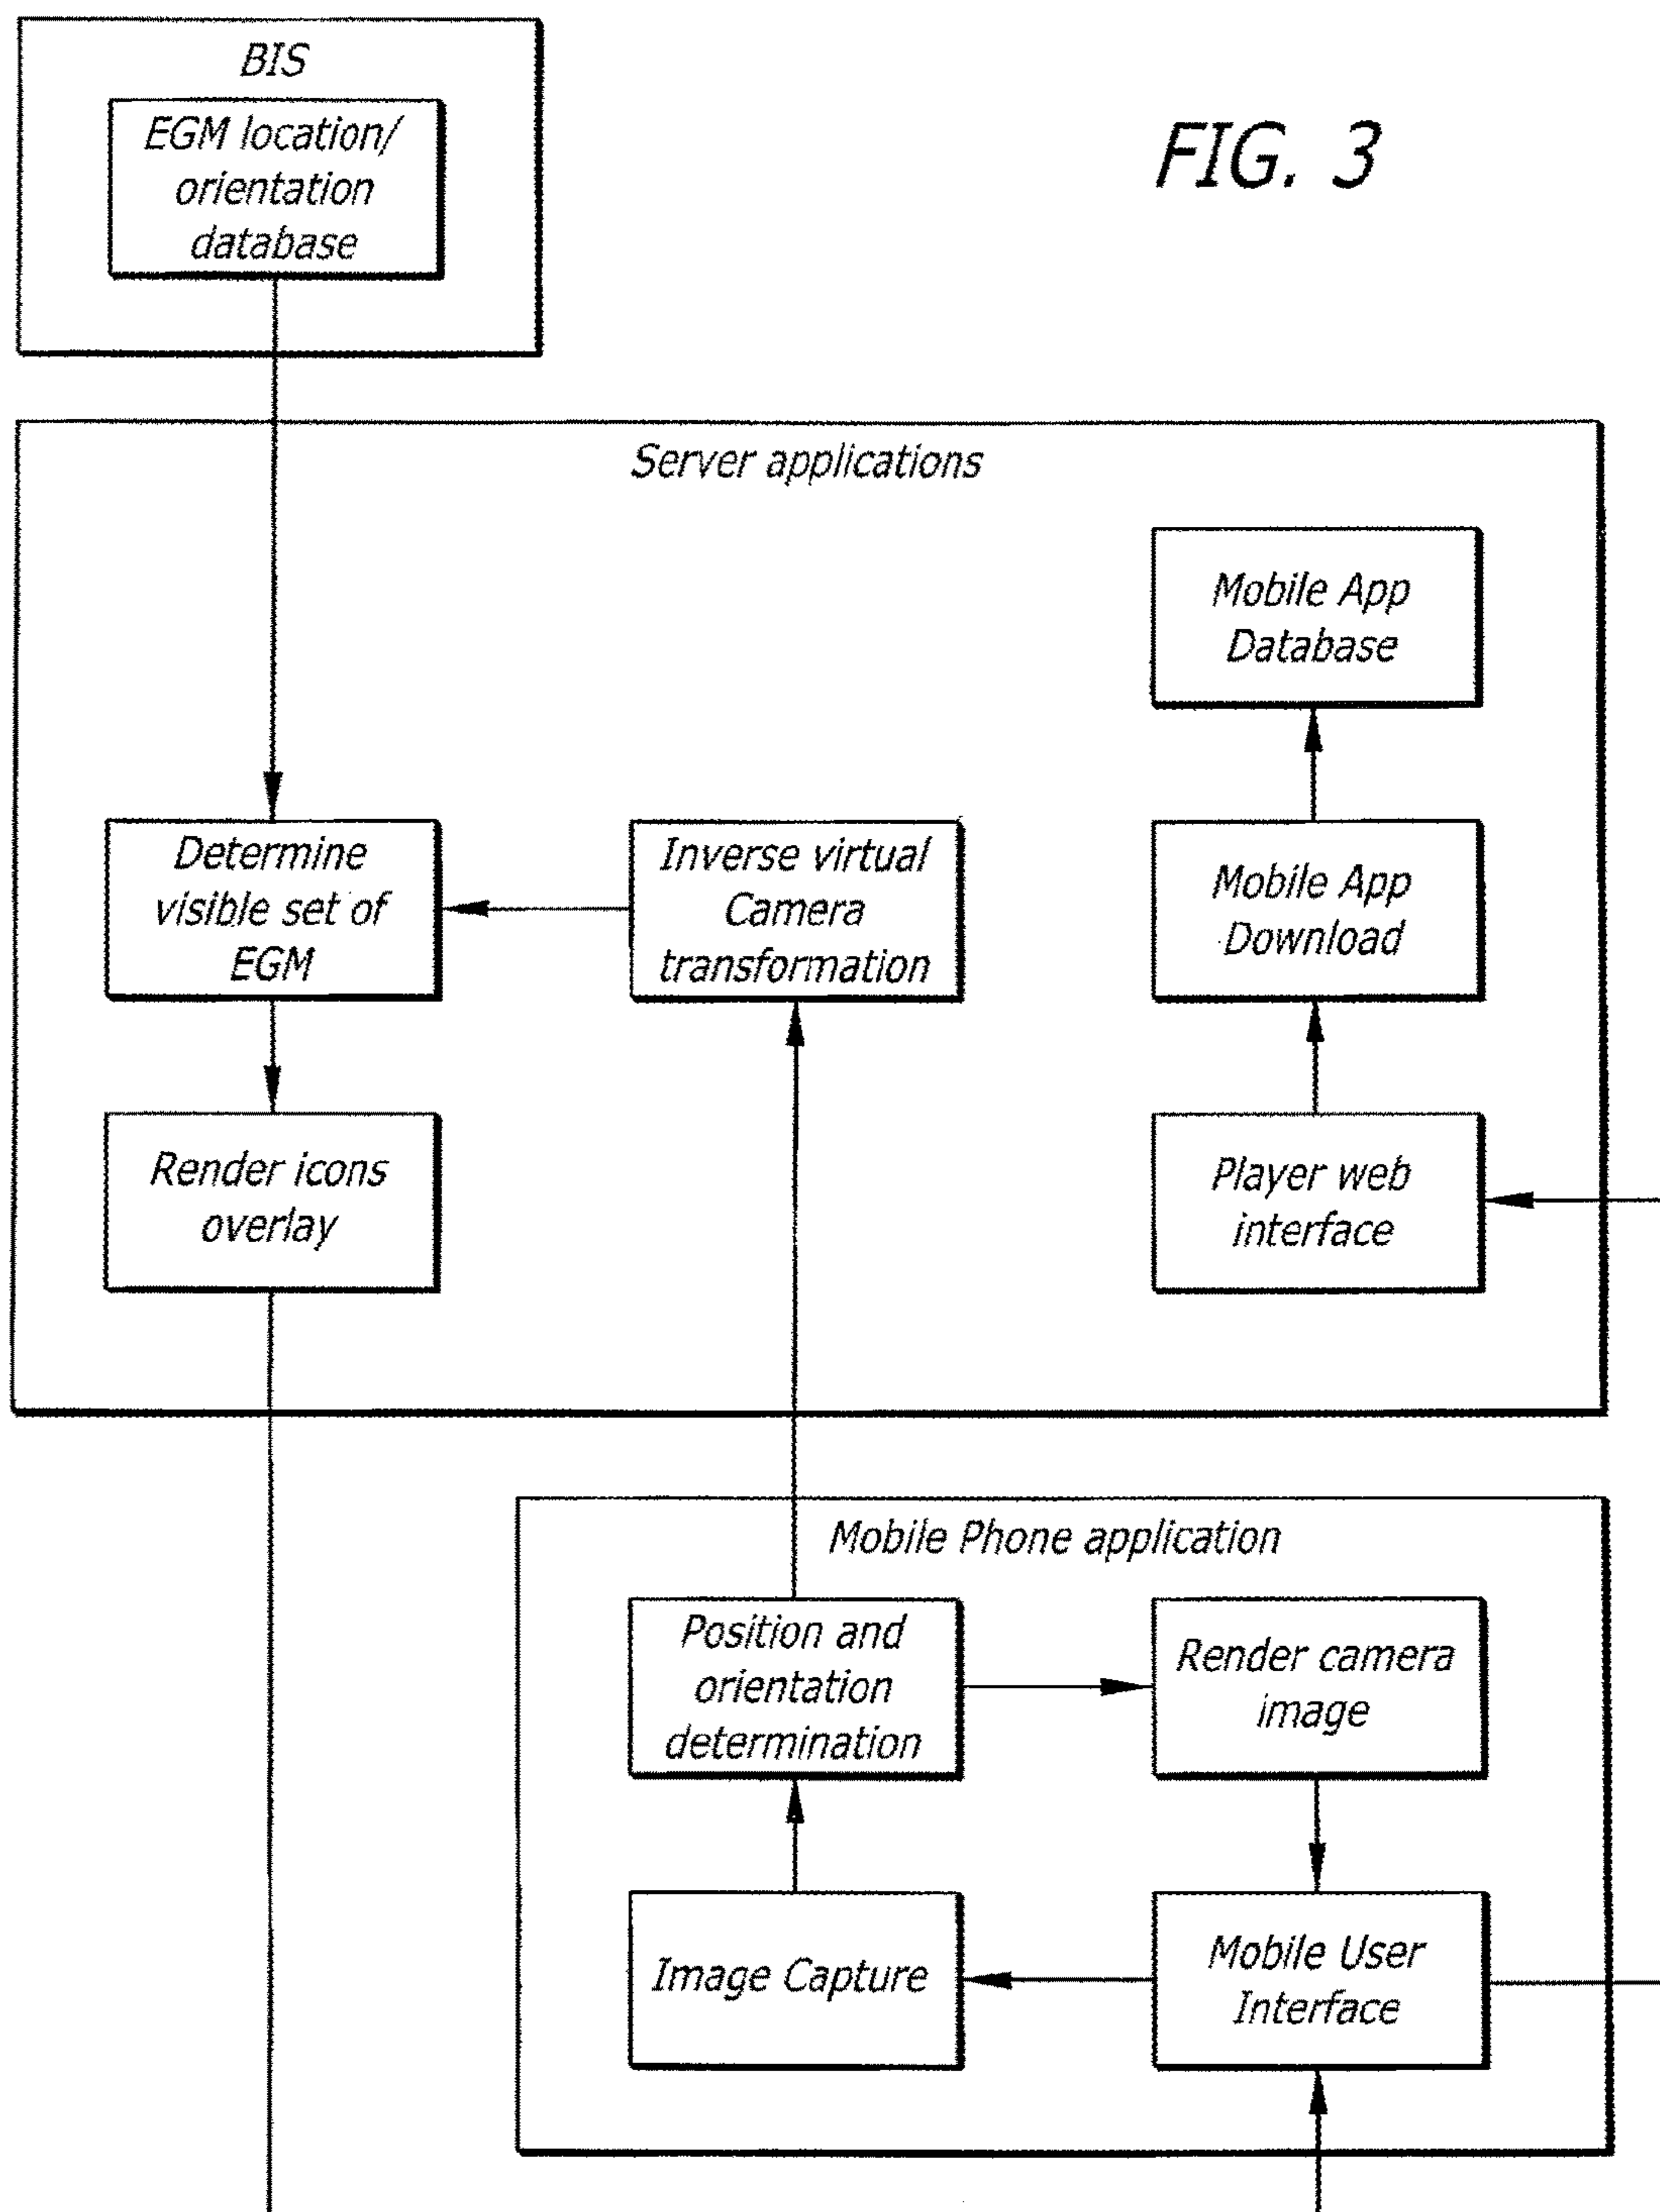 BIS
EGM location/
orientation
database
FIG. 3
Server applications
Mobile App
Database
Determine
visible set of
EGM
Inverse virtual
Camera
transformation
Mobile App
Download
Render icons
overlay
Player web
interface
Mobile Phone application
Position and
orientation
determination
Render camera
image
Image Capture
Mobile User
Interface